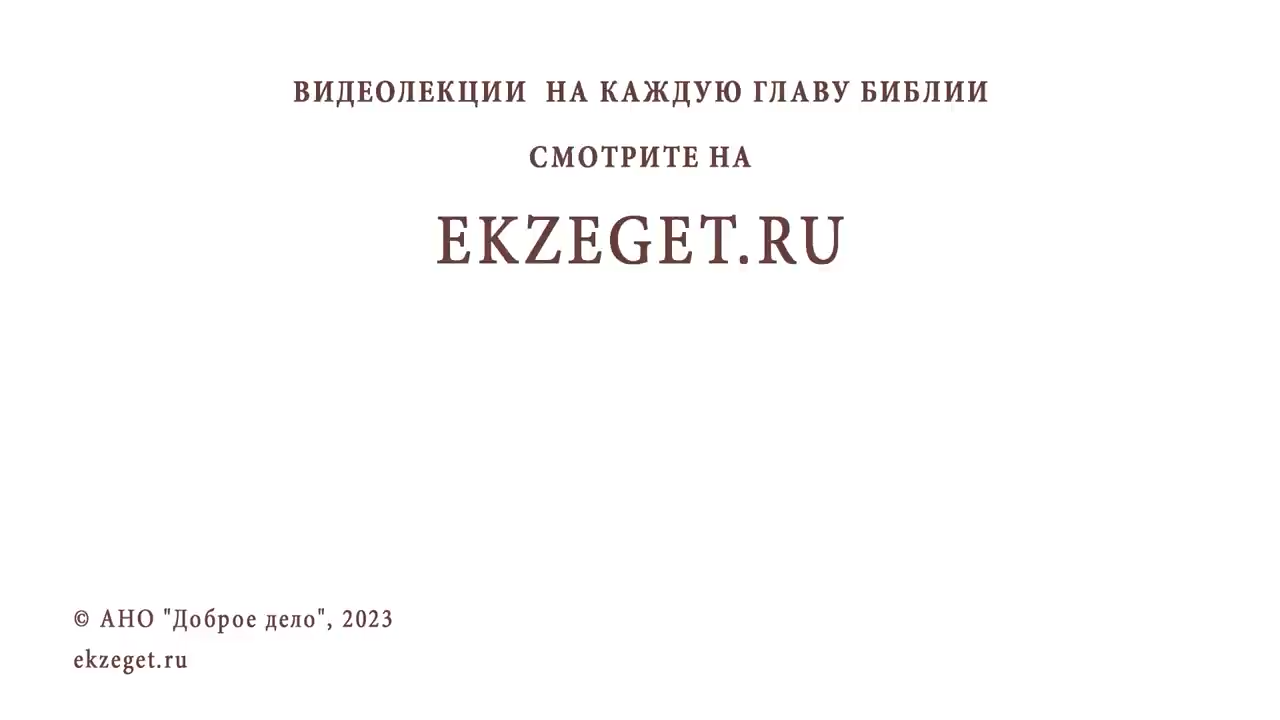 ВИДЕОЛЕКЦИИ НА КАЖДУЮ ГЛАВУ БИБЛИИ
СМОТРИТЕ НА
EKZEGET.RU
© АНО "Доброе дело", 2023
ekzeget.ru